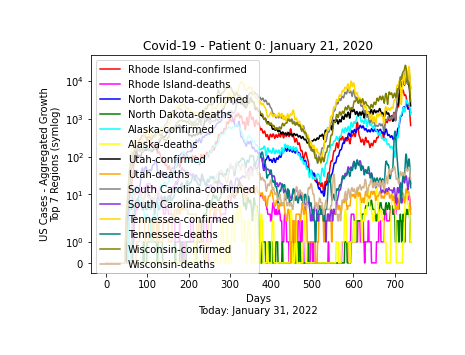 Covid-19 - Patient 0: January 21, 2020
US Cases - Aggregated Growth
Top 7 Regions (symlog)
10^4
10^3
10^2
10^1
10^0
0
Rhode Island-confirmed
Rhode Island-deaths
North Dakota-confirmed
North Dakota-deaths
Alaska-confirmed
Alaska-deaths
Utah-confirmed
Utah-deaths
South Carolina-confirmed
South Carolina-deaths
Tennessee-confirmed
Tennessee-deaths
Wisconsin-confirmed
Wisconsin-deaths
0 100 200 300 400 500 600 700
Days
Today: January 31, 2022